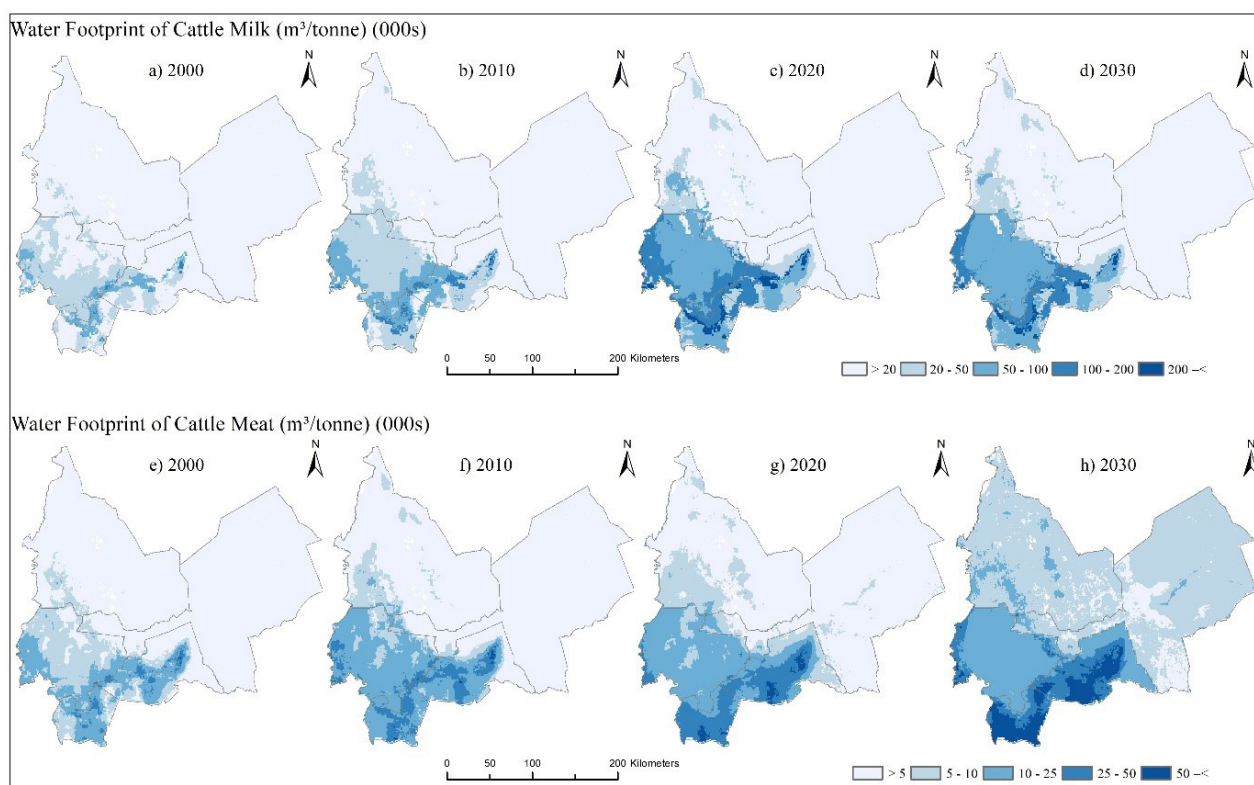 Water Footprint of Cattle Milk (m³/tonne) (000s)
N
N
N
N
a) 2000
b) 2010
c) 2020
d) 2030
0 50 100 200 Kilometers
> 20
20 - 50
50 - 100
100 - 200
200 –<
Water Footprint of Cattle Meat (m³/tonne) (000s)
N
N
N
N
e) 2000
f) 2010
g) 2020
h) 2030
0 50 100 200 Kilometers
> 5
5 - 10
10 - 25
25 - 50
50 –<